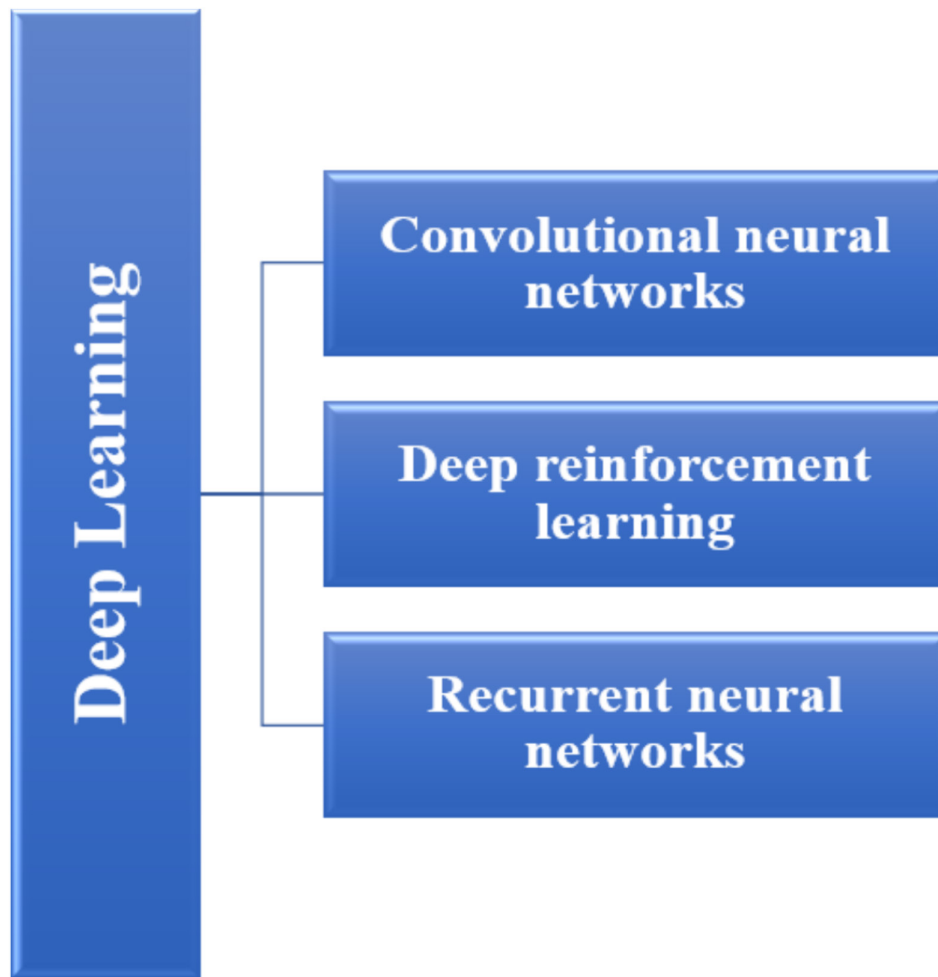 Deep Learning
Convolutional neural
networks
Deep reinforcement
learning
Recurrent neural
networks